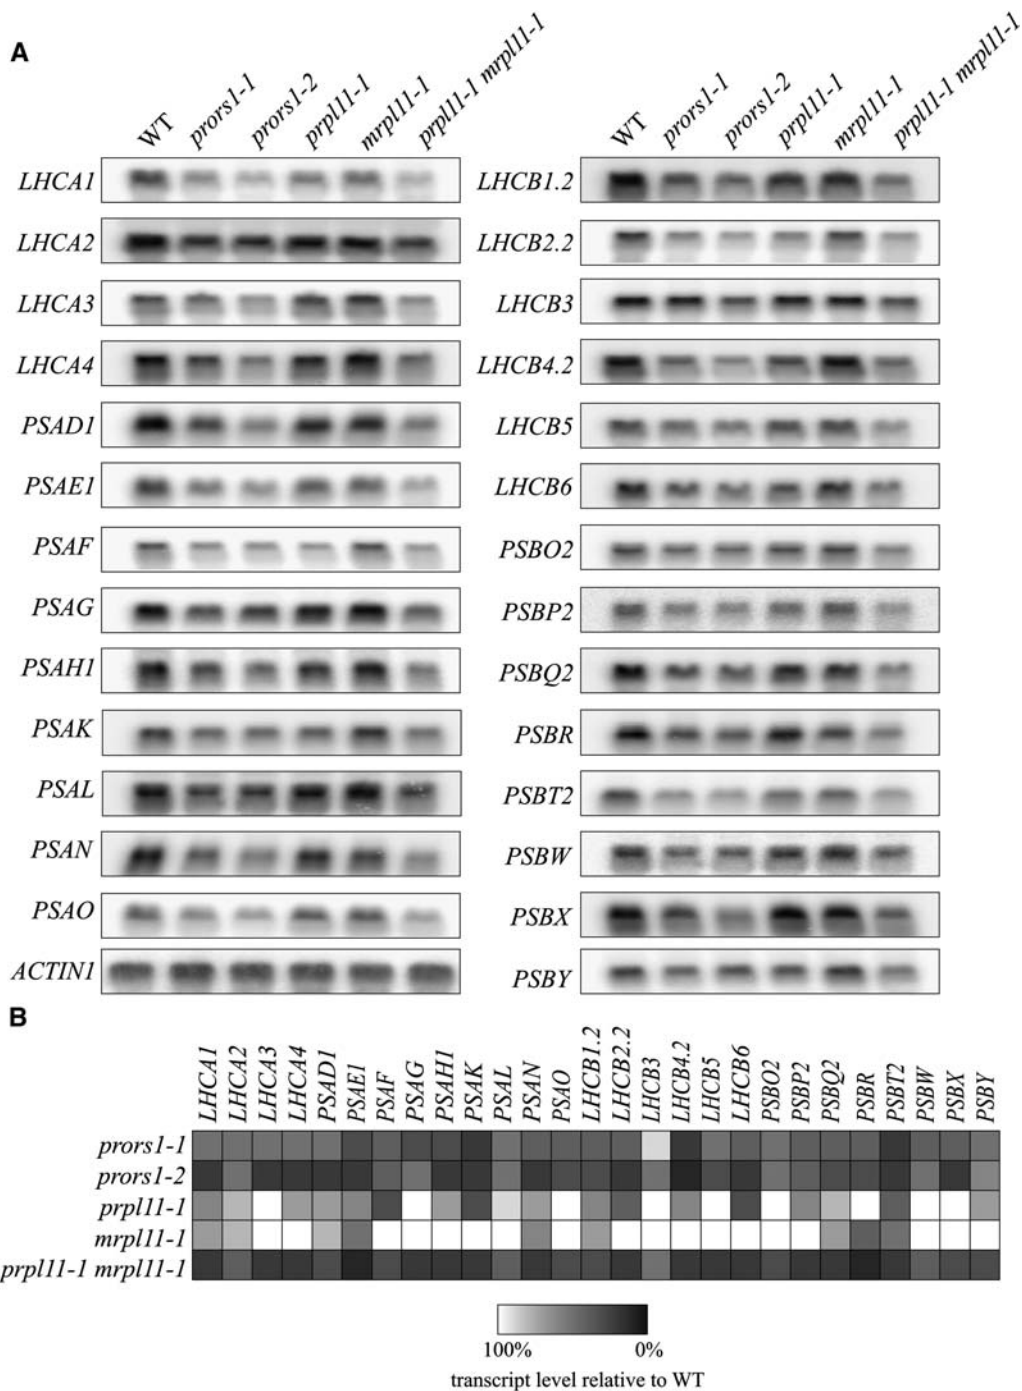 A
WT prors1-1 prors1-2 prpl11-1 mrpl11-1 prpl11-1 mrpl11-1
LHCA1
LHCA2
LHCA3
LHCA4
PSAD1
PSAE1
PSAF
PSAG
PSAH1
PSAK
PSAL
PSAN
PSAO
ACTIN1
WT prors1-1 prors1-2 prpl11-1 mrpl11-1 prpl11-1 mrpl11-1
LHCB1.2
LHCB2.2
LHCB3
LHCB4.2
LHCB5
LHCB6
PSBO2
PSBP2
PSBQ2
PSBR
PSBT2
PSBW
PSBX
PSBY
B
LHCA1 LHCA2 LHCA3 LHCA4 PSAD1 PSAE1 PSAF PSAG PSAH1 PSAK PSAL PSAN PSAO LHCB1.2 LHCB2.2 LHCB3 LHCB4.2 LHCB5 LHCB6 PSBO2 PSBP2 PSBQ2 PSBR PSBT2 PSBW PSBX PSBY
prors1-1
prors1-2
prpl11-1
mrpl11-1
prpl11-1 mrpl11-1
100% 0%
transcript level relative to WT